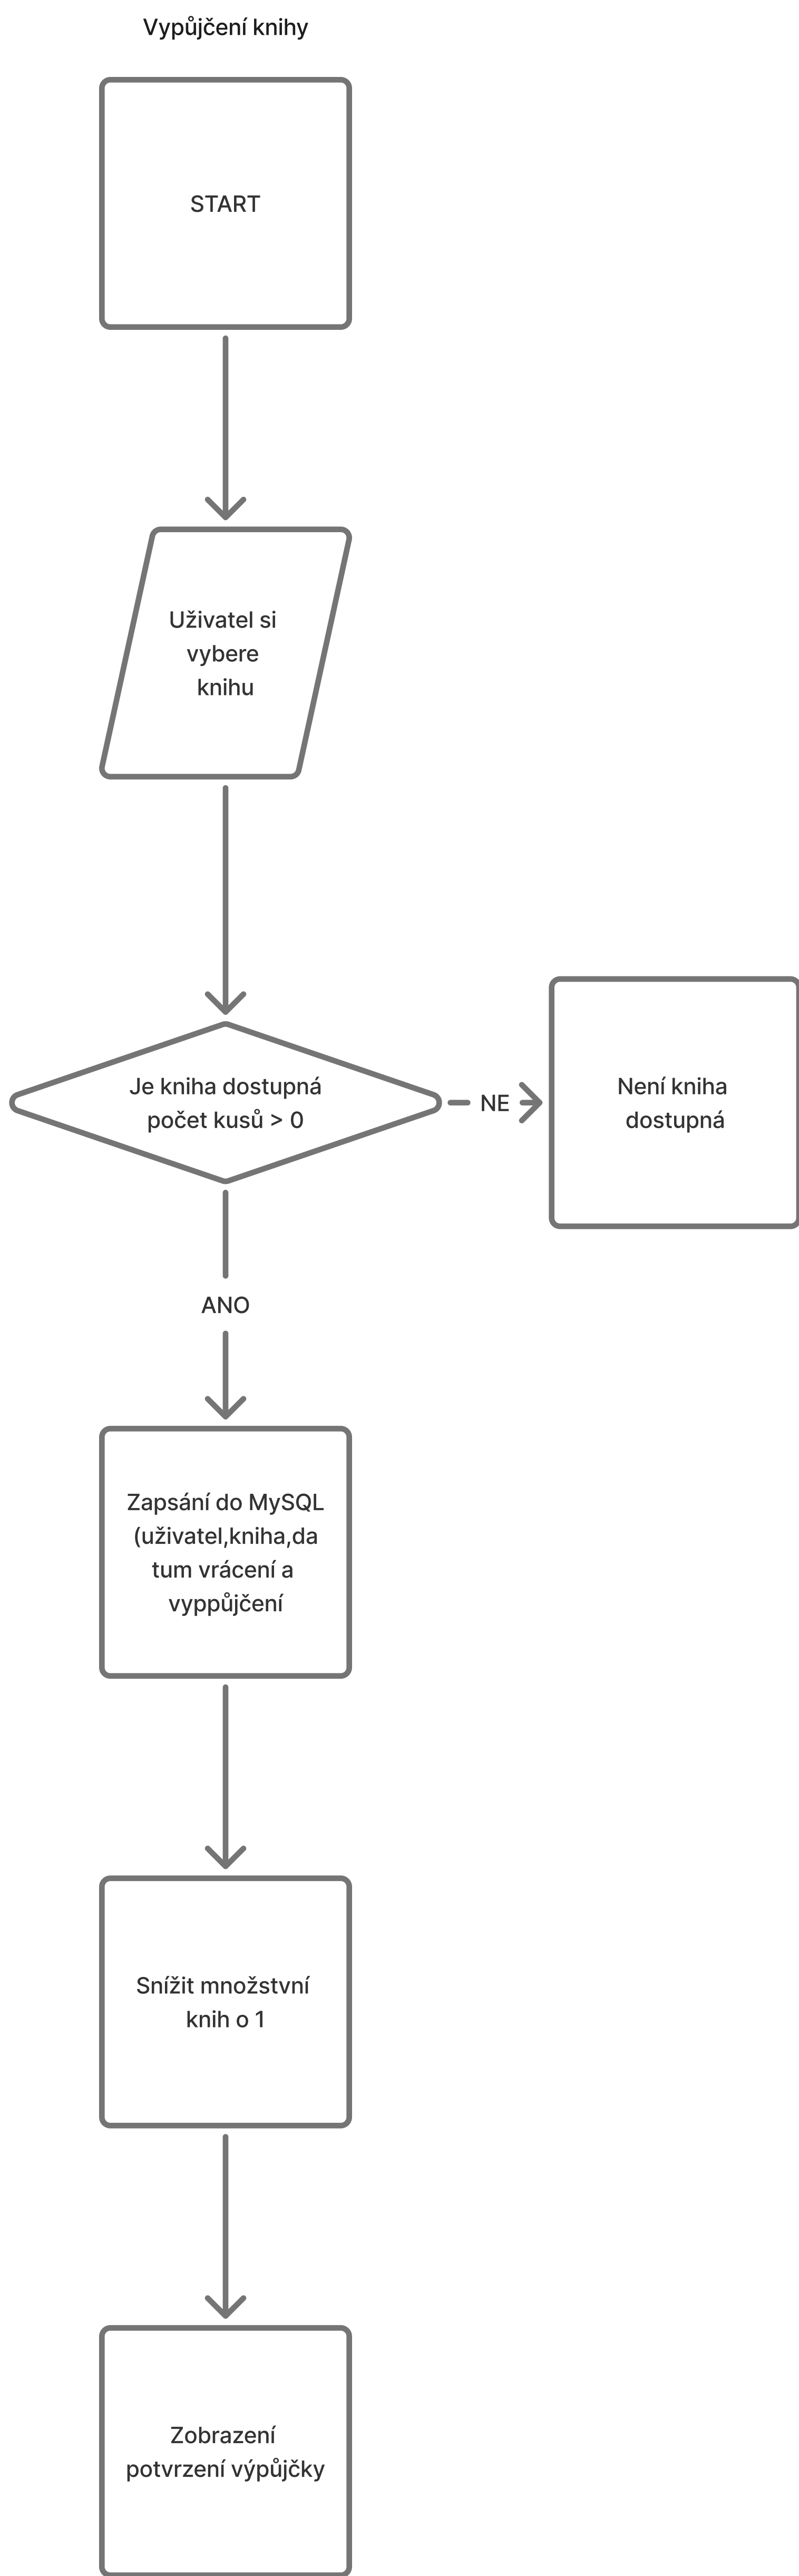 Vypůjčení knihy
START
Uživatel si
vybere
knihu
Je kniha dostupná
počet kusů > 0
NE
Není kniha
dostupná
ANO
Zapsání do MySQL
(uživatel,kniha,da
tum vrácení a
vyppůjčení
Snížit množstvní
knih o 1
Zobrazení
potvrzení výpůjčky